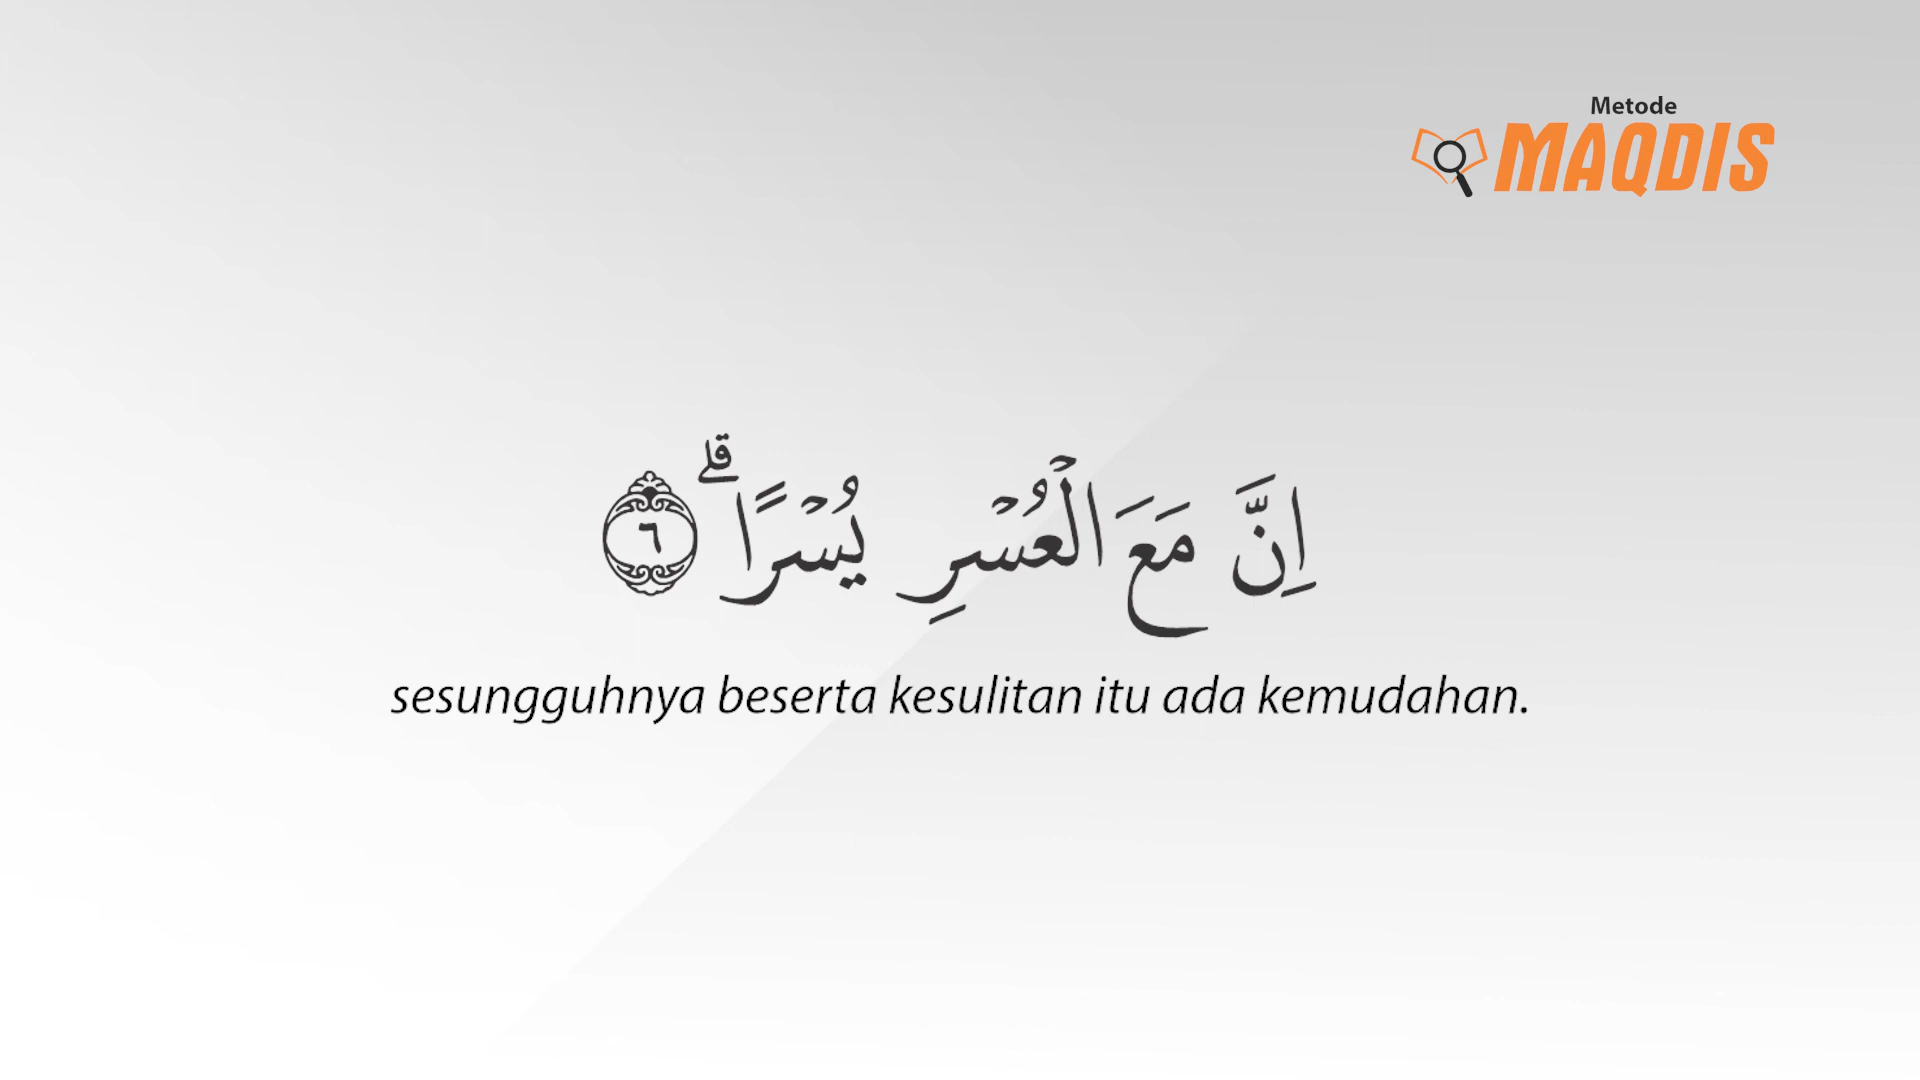 Metode
MAQDIS
اِنَّ مَعَ الْعُسْرِ يُسْرًاۗ ٦
sesungguhnya beserta kesulitan itu ada kemudahan.